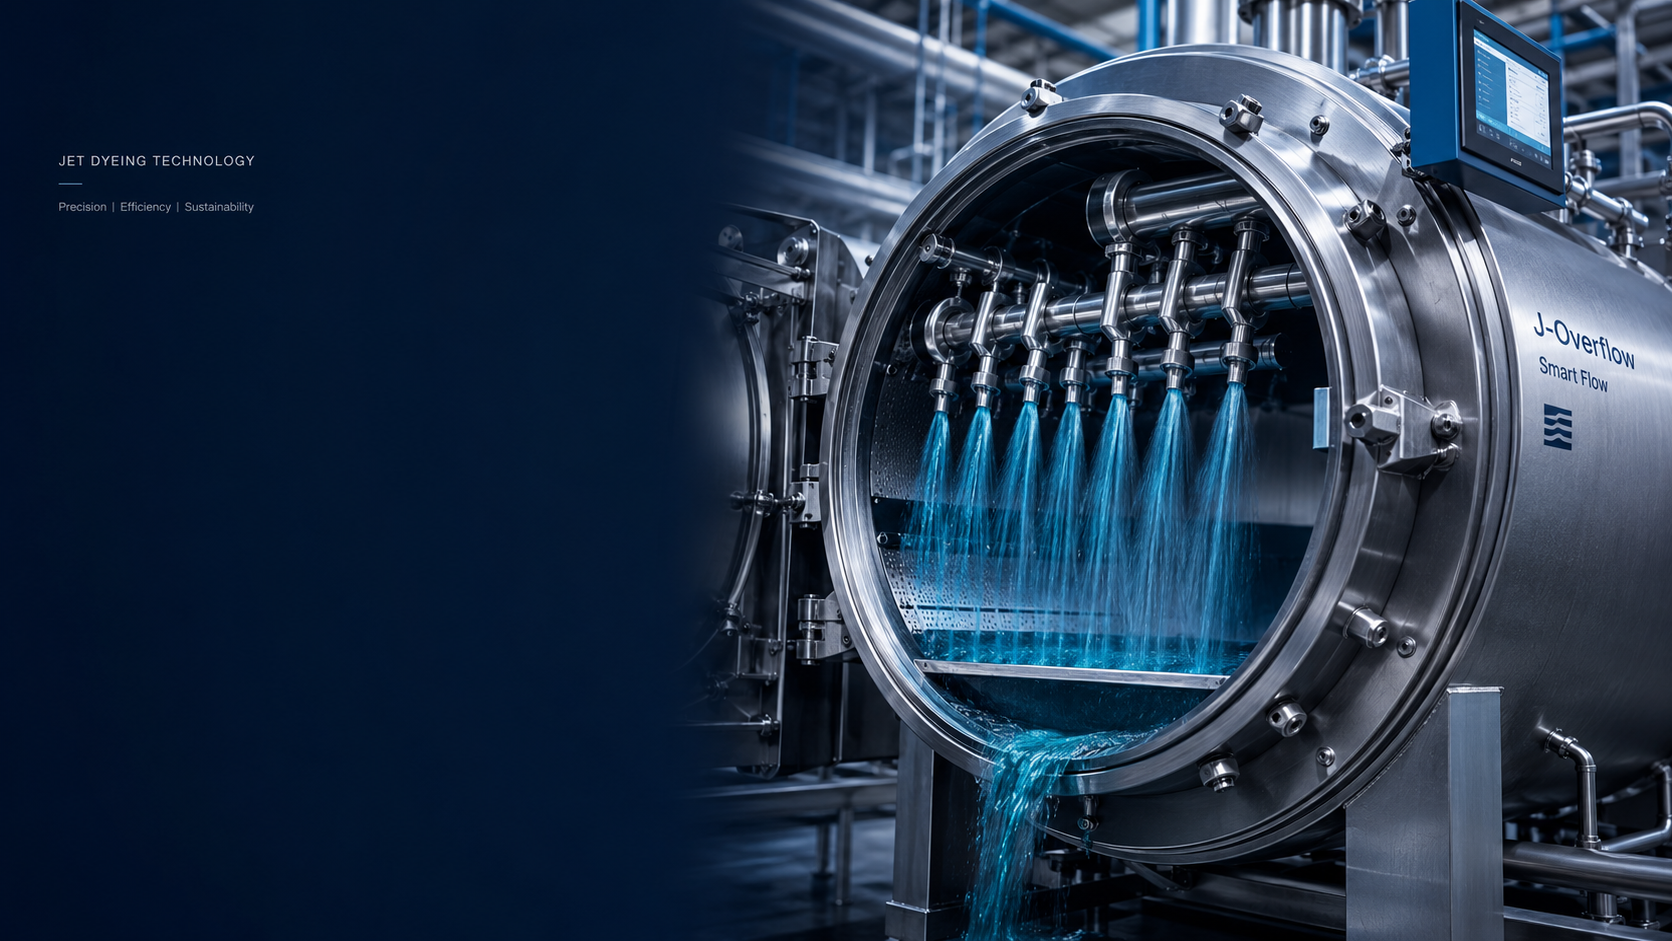 JET DYEING TECHNOLOGY
Precision | Efficiency | Sustainability
J-Overflow
Smart Flow